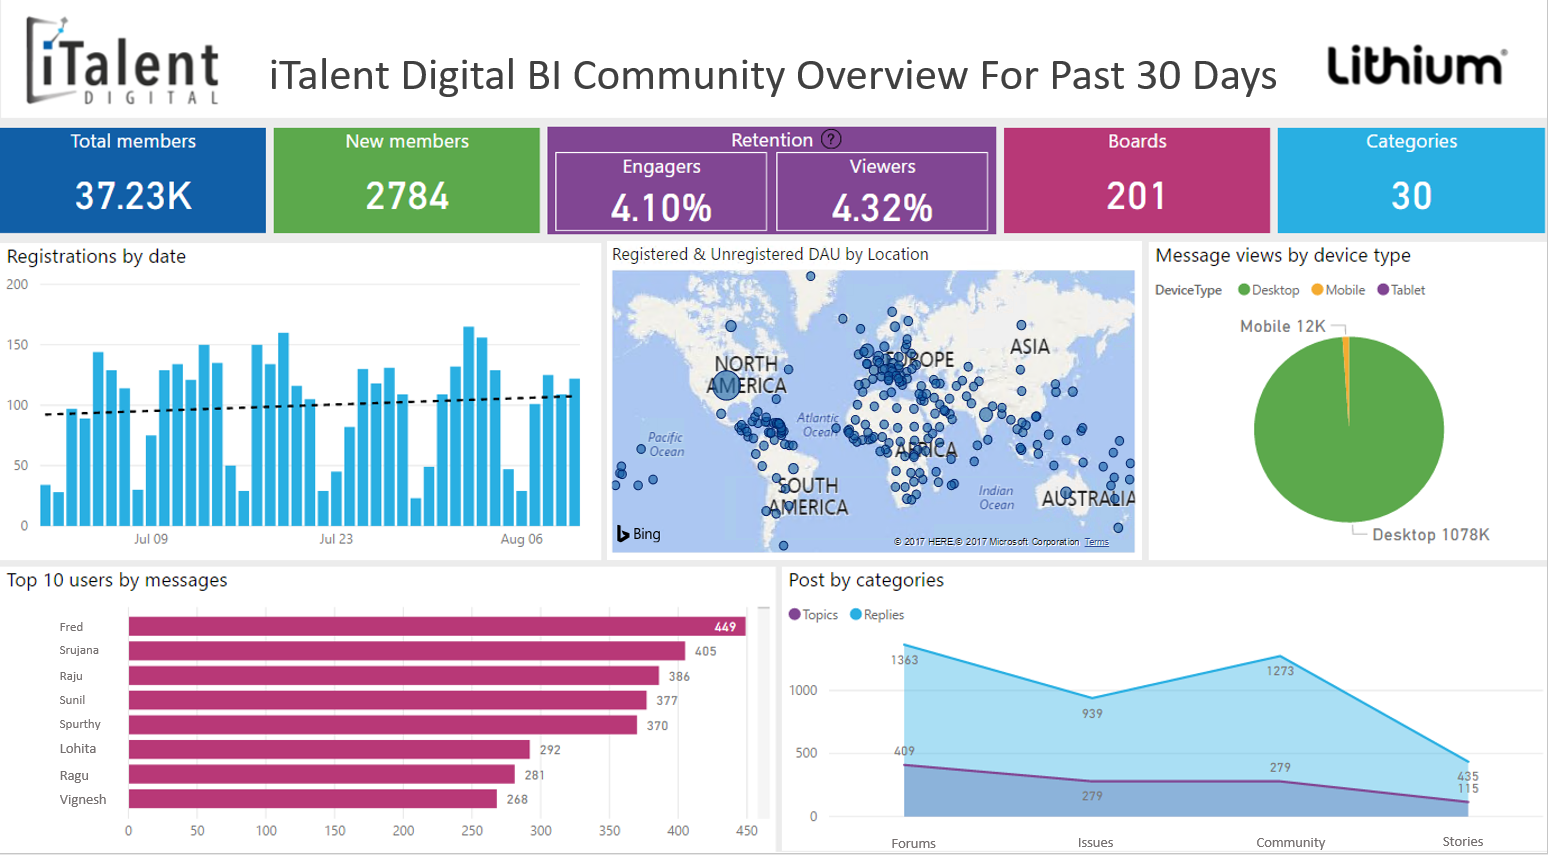 iTalent
DIGITAL
iTalent Digital BI Community Overview For Past 30 Days
Lithium
Total members
37.23K
New members
2784
Retention ?
Engagers
4.10%
Viewers
4.32%
Boards
201
Categories
30
Registrations by date
200
150
100
50
0
Jul 09
Jul 23
Aug 06
Registered & Unregistered DAU by Location
NORTH
AMERICA
EUROPE
ASIA
Atlantic
Ocean
Pacific
Ocean
AFRICA
SOUTH
AMERICA
Indian
Ocean
AUSTRALIA
Bing
© 2017 HERE,© 2017 Microsoft Corporation Terms
Message views by device type
DeviceType Desktop Mobile Tablet
Mobile 12K
Desktop 1078K
Top 10 users by messages
Fred 449
Srujana 405
Raju 386
Sunil 377
Spurthy 370
Lohita 292
Ragu 281
Vignesh 268
0 50 100 150 200 250 300 350 400 450
Post by categories
Topics Replies
1363
1273
1000
939
500
409
279
279
435
115
0
Forums Issues Community Stories